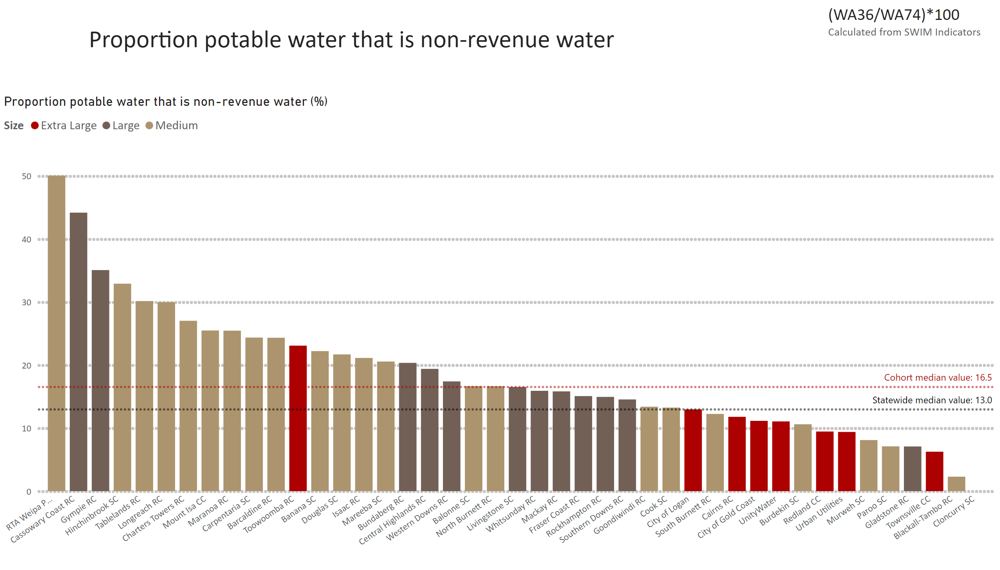 (WA36/WA74)*100
Calculated from SWIM Indicators
Proportion potable water that is non-revenue water
Proportion potable water that is non-revenue water (%)
Size Extra Large Large Medium
50
40
30
20
10
0
Cohort median value: 16.5
Statewide median value: 13.0
RTA Weipa P...
Cassowary Coast RC
Gympie RC
Hinchinbrook SC
Tablelands RC
Longreach RC
Charters Towers RC
Mount Isa CC
Maranoa RC
Carpentaria SC
Barcaldine RC
Toowoomba RC
Banana SC
Douglas SC
Isaac RC
Mareeba SC
Bundaberg RC
Central Highlands RC
Western Downs RC
Balonne SC
North Burnett RC
Livingstone SC
Whitsunday RC
Mackay RC
Fraser Coast RC
Rockhampton RC
Southern Downs RC
Goondiwindi RC
Cook SC
City of Logan
South Burnett RC
Cairns RC
City of Gold Coast
UnityWater
Burdekin SC
Redland CC
Urban Utilities
Murweh SC
Paroo SC
Gladstone RC
Townsville CC
Blackall-Tambo RC
Cloncurry SC